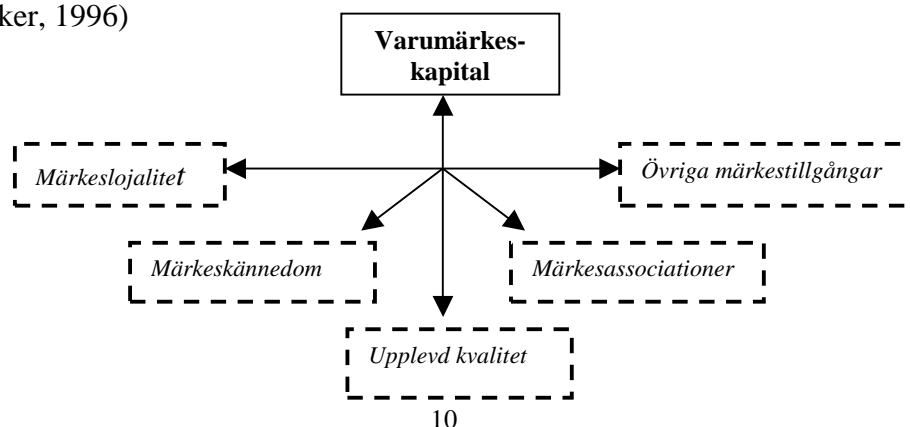 ker, 1996)
Varumärkes-
kapital
Märkeslojalitet
Övriga märkestillgångar
Märkeskännedom
Märkesassociationer
Upplevd kvalitet
10